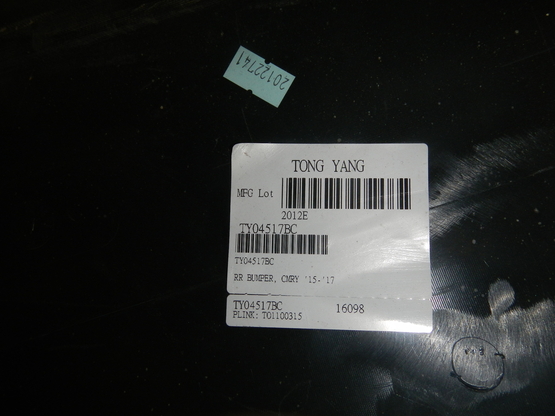 20122741
TONG YANG
MFG Lot
2012E
TY04517BC
TY04517BC
RR BUMPER, CMRY '15-'17
TY04517BC 16098
PLINK: TO1100315